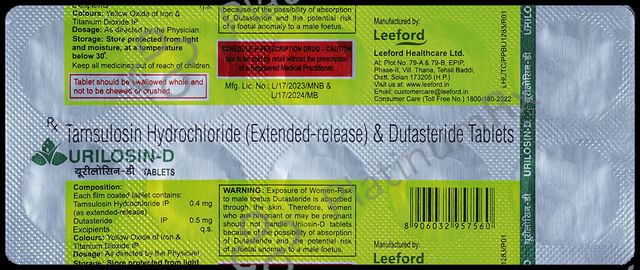 Colours: Yellow Oxide of Iron &
Titanium Dioxide IP
Dosage: As directed by the Physician.
Storage: Store protected from light
and moisture, at a temperature
below 30°.
Keep all medicines out of reach of children.
Tablet should be swallowed whole and
not to be chewed or crushed.
because of the possibility of absorption
of Dutasteride and the potential risk
of a foetal anomaly to a male foetus.
SCHEDULE H PRESCRIPTION DRUG - CAUTION
Not to be sold by retail without the prescription
of a Registered Medical Practitioner.
Mfg. Lic. No.: L/17/2023/MNB &
L/17/2024/MB
Manufactured by:
Leeford
Leeford Healthcare Ltd.
At: Plot No. 79-A & 79-B, EPIP,
Phase-II, Vill. Thana, Tehsil Baddi,
Distt. Solan 173205 (H.P.)
Visit us at: www.leeford.in
Email: customercare@leeford.in
Consumer Care (Toll Free No.) 1800-180-2322
Rx
Tamsulosin Hydrochloride (Extended-release) & Dutasteride Tablets
URILOSIN-D
यूरीलोसिन-डी TABLETS
Composition:
Each film coated tablet contains:
Tamsulosin Hydrochloride IP 0.4 mg
(as extended-release)
Dutasteride IP 0.5 mg
Excipients q.s.
Colours: Yellow Oxide of Iron &
Titanium Dioxide IP
Dosage: As directed by the Physician.
Storage: Store protected from light
WARNING: Exposure of Women-Risk
to male foetus Dutasteride is absorbed
through the skin. Therefore, women
who are pregnant or may be pregnant
should not handle Urilosin-D tablets
because of the possibility of absorption
of Dutasteride and the potential risk
of a foetal anomaly to a male foetus.
8 906032 957560
Manufactured by:
Leeford
URILOSIN-D
यूरीलोसिन-डी TABLETS